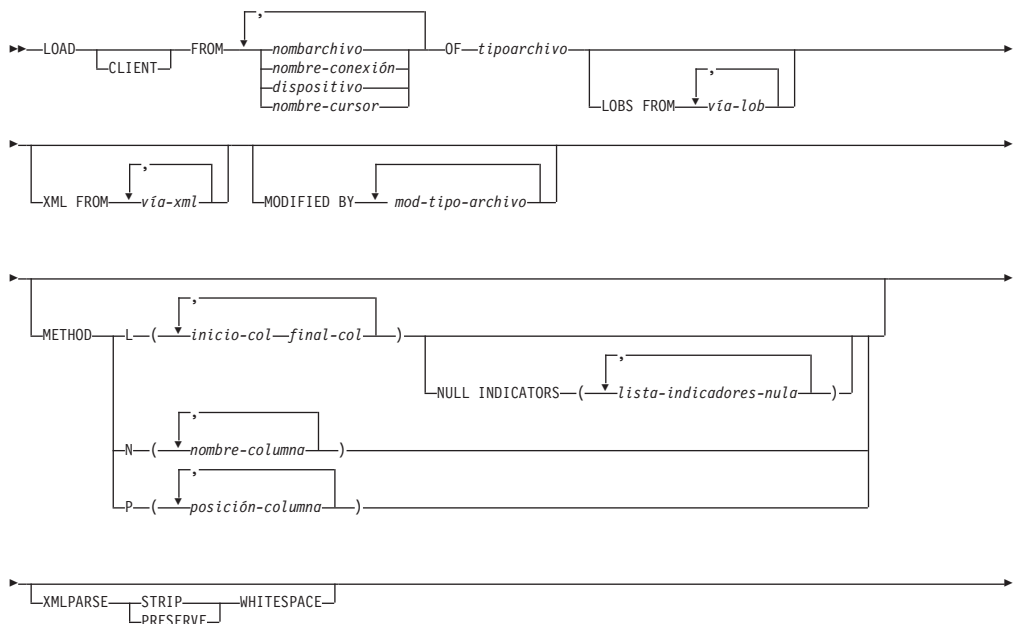 ,
LOAD CLIENT FROM nombarchivo OF tipoarchivo
nombre-conexión
dispositivo
nombre-cursor
,
LOBS FROM vía-lob
,
XML FROM vía-xml MODIFIED BY mod-tipo-archivo
,
METHOD L ( inicio-col final-col )
,
NULL INDICATORS ( lista-indicadores-nula )
,
N ( nombre-columna )
,
P ( posición-columna )
XMLPARSE STRIP WHITESPACE
PRESERVE